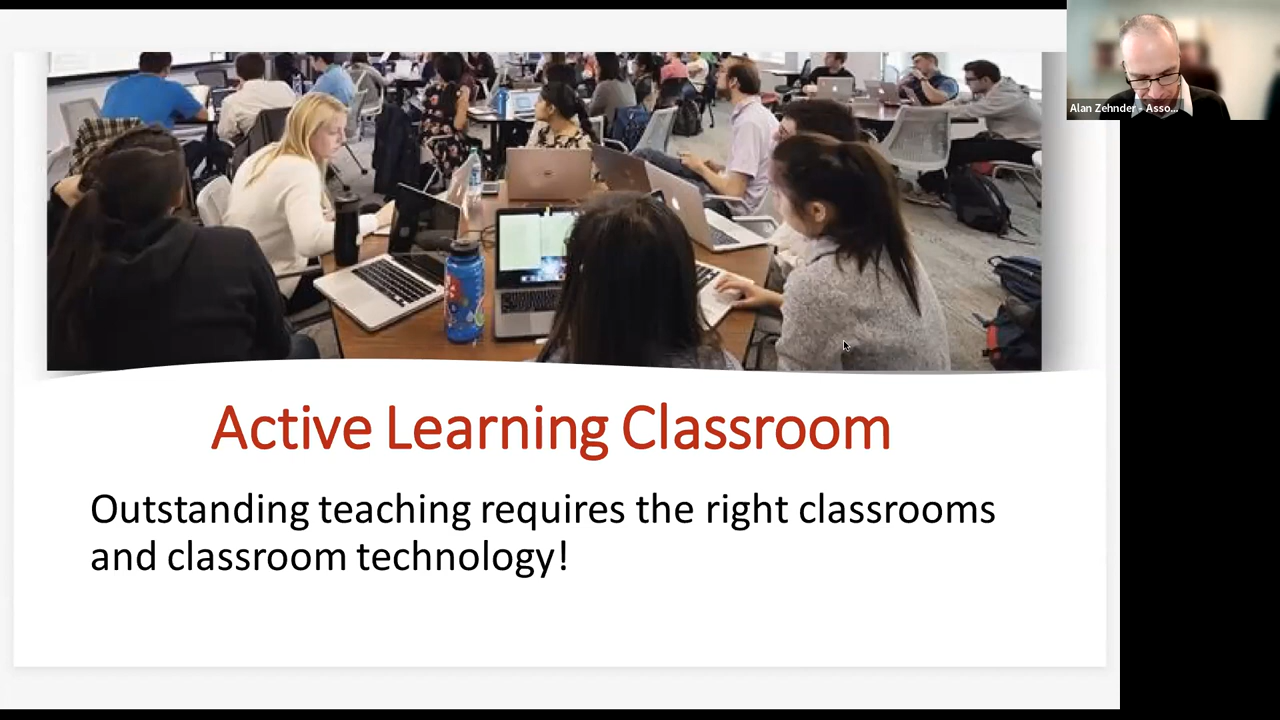 Alan Zehnder - Asso...
Active Learning Classroom
Outstanding teaching requires the right classrooms
and classroom technology!